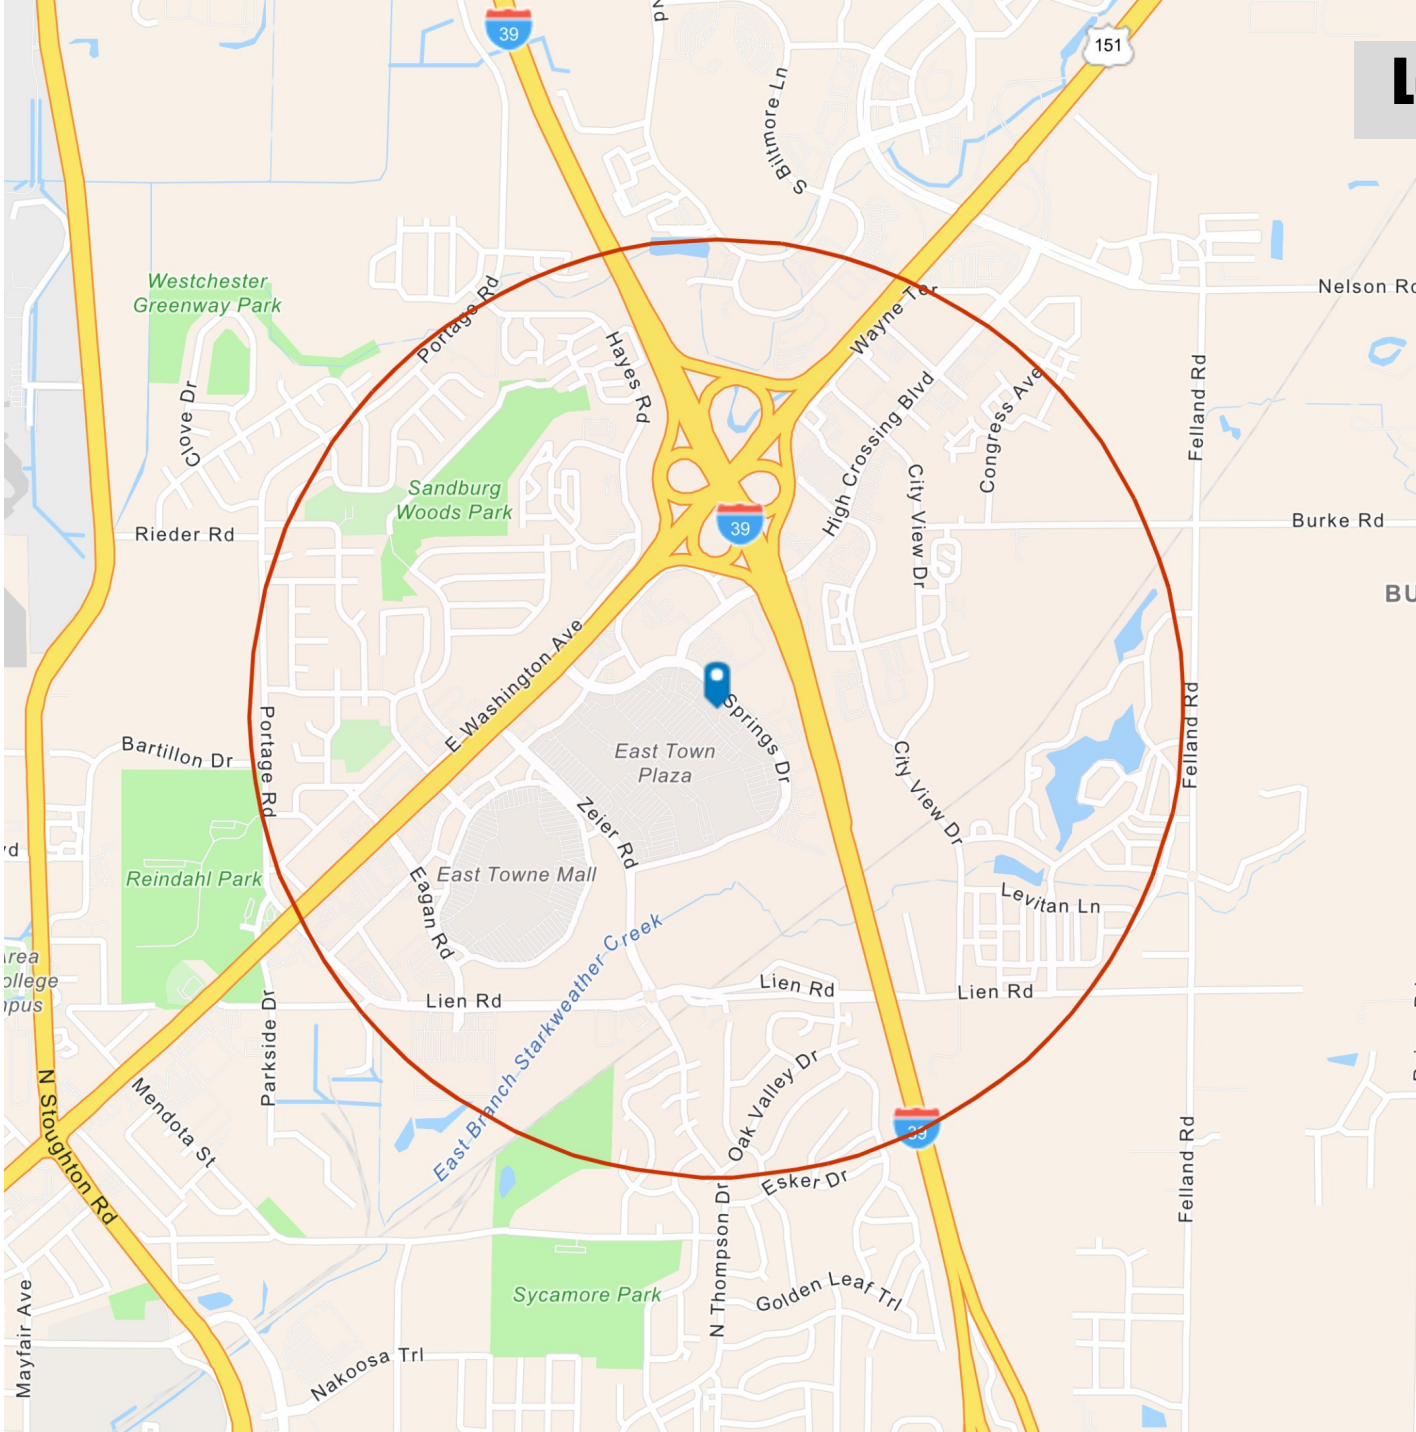 39
151
S Biltmore Ln
Westchester
Greenway Park
Portage Rd
Nelson Rd
Wayne Ter
Hayes Rd
Clove Dr
Felland Rd
High Crossing Blvd
Congress Ave
Sandburg
Woods Park
City View Dr
39
Burke Rd
Rieder Rd
BU
E Washington Ave
Springs Dr
Portage Rd
Felland Rd
Bartillon Dr
East Town
Plaza
City View Dr
Zeier Rd
Reindahl Park
East Towne Mall
Eagan Rd
Levitan Ln
East Branch Starkweather Creek
Lien Rd
Lien Rd
Lien Rd
Parkside Dr
N Stoughton Rd
Mendota St
Oak Valley Dr
39
Esker Dr
Felland Rd
N Thompson Dr
Sycamore Park
Golden Leaf Trl
Mayfair Ave
Nakoosa Trl